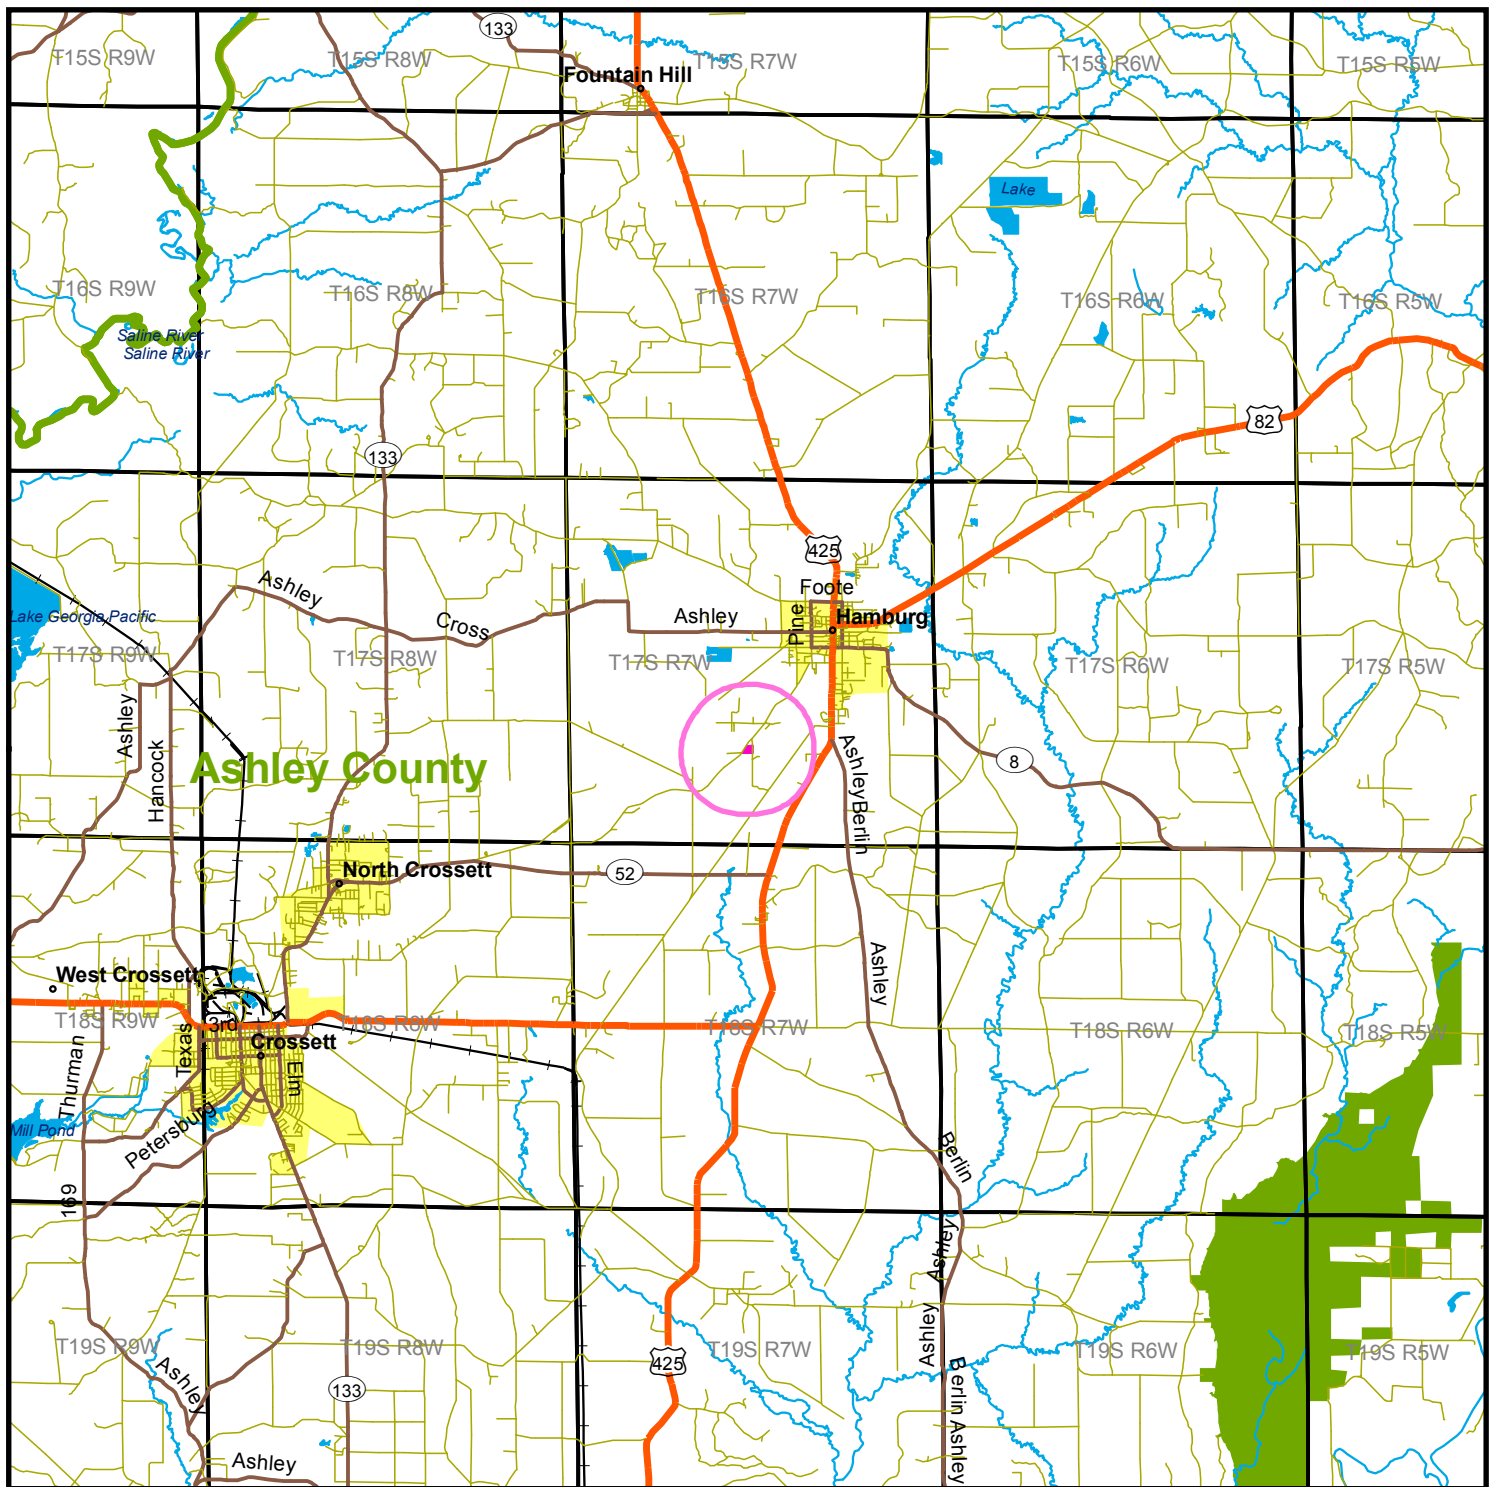 133
T15S R9W
T15S R8W
T15S R7W
T15S R6W
T15S R5W
Fountain Hill
Lake
T16S R9W
T16S R8W
T16S R7W
T16S R6W
T16S R5W
Saline River
Saline River
82
133
425
Ashley
Foote
Lake Georgia Pacific
Cross
Ashley
Pine
Hamburg
T17S R9W
T17S R8W
T17S R7W
T17S R6W
T17S R5W
Ashley
Hancock
Ashley County
Ashley
Berlin
8
North Crossett
52
West Crossett
Ashley
T18S R9W
3rd
T18S R8W
T18S R7W
T18S R6W
T18S R5W
Texas
Crossett
Elm
Thurman
Mill Pond
Petersburg
Berlin
169
Ashley
T19S R9W
T19S R8W
425
T19S R7W
Ashley
T19S R6W
T19S R5W
Ashley
133
Berlin Ashley
Ashley